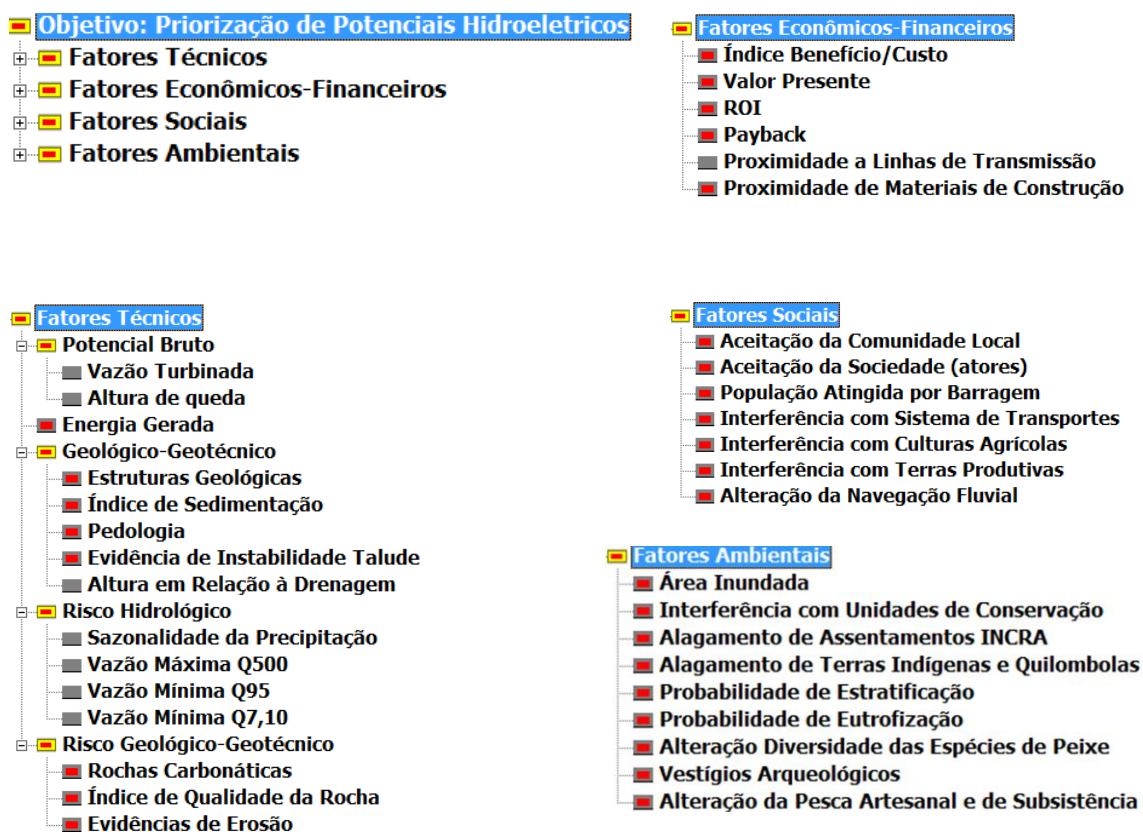 Objetivo: Priorização de Potenciais Hidroeletricos
Fatores Técnicos
Fatores Econômicos-Financeiros
Fatores Sociais
Fatores Ambientais
Fatores Econômicos-Financeiros
Índice Benefício/Custo
Valor Presente
ROI
Payback
Proximidade a Linhas de Transmissão
Proximidade de Materiais de Construção
Fatores Técnicos
Potencial Bruto
Vazão Turbinada
Altura de queda
Energia Gerada
Geológico-Geotécnico
Estruturas Geológicas
Índice de Sedimentação
Pedologia
Evidência de Instabilidade Talude
Altura em Relação à Drenagem
Risco Hidrológico
Sazonalidade da Precipitação
Vazão Máxima Q500
Vazão Mínima Q95
Vazão Mínima Q7,10
Risco Geológico-Geotécnico
Rochas Carbonáticas
Índice de Qualidade da Rocha
Evidências de Erosão
Fatores Sociais
Aceitação da Comunidade Local
Aceitação da Sociedade (atores)
População Atingida por Barragem
Interferência com Sistema de Transportes
Interferência com Culturas Agrícolas
Interferência com Terras Produtivas
Alteração da Navegação Fluvial
Fatores Ambientais
Área Inundada
Interferência com Unidades de Conservação
Alagamento de Assentamentos INCRA
Alagamento de Terras Indígenas e Quilombolas
Probabilidade de Estratificação
Probabilidade de Eutrofização
Alteração Diversidade das Espécies de Peixe
Vestígios Arqueológicos
Alteração da Pesca Artesanal e de Subsistência